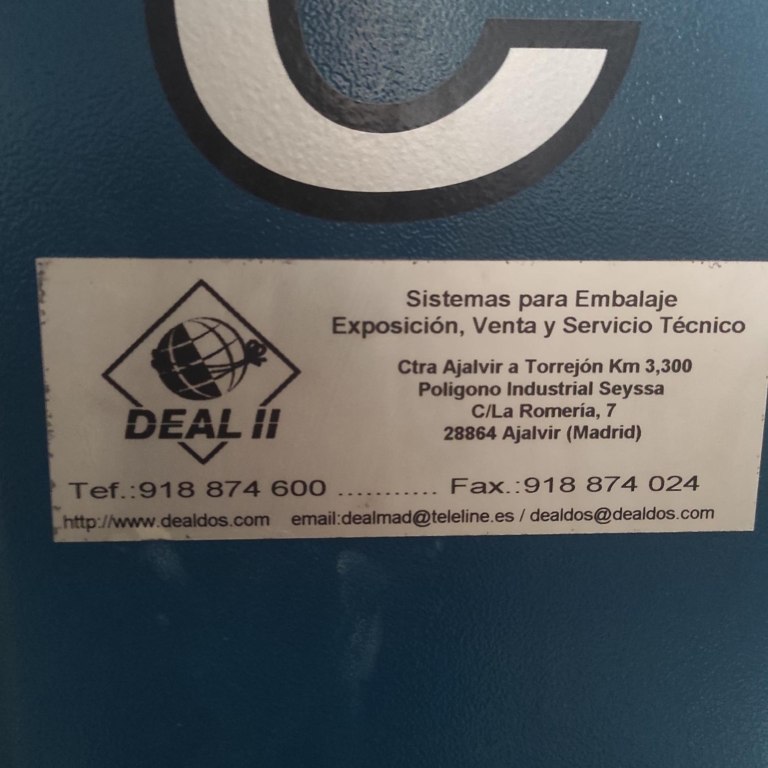 C
DEAL II
Sistemas para Embalaje
Exposición, Venta y Servicio Técnico
Ctra Ajalvir a Torrejón Km 3,300
Poligono Industrial Seyssa
C/La Romería, 7
28864 Ajalvir (Madrid)
Tef.:918 874 600 ........... Fax.:918 874 024
http://www.dealdos.com email:dealmad@teleline.es / dealdos@dealdos.com